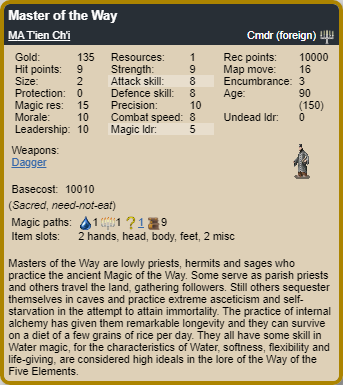 Master of the Way
MA T'ien Ch'i Cmdr (foreign)
Gold: 135 Resources: 1 Rec points: 10000
Hit points: 9 Strength: 9 Map move: 16
Size: 2 Attack skill: 8 Encumbrance: 3
Protection: 0 Defence skill: 8 Age: 90
Magic res: 15 Precision: 10 (150)
Morale: 10 Combat speed: 8 Undead ldr: 0
Leadership: 10 Magic ldr: 5
Weapons:
Dagger
Basecost: 10010
(Sacred, need-not-eat)
Magic paths: 1 1 ? 1 9
Item slots: 2 hands, head, body, feet, 2 misc
Masters of the Way are lowly priests, hermits and sages who
practice the ancient Magic of the Way. Some serve as parish priests
and others travel the land, gathering followers. Still others sequester
themselves in caves and practice extreme asceticism and self-
starvation in the attempt to attain immortality. The practice of internal
alchemy has given them remarkable longevity and they can survive
on a diet of a few grains of rice per day. They all have some skill in
Water magic, for the characteristics of Water, softness, flexibility and
life-giving, are considered high ideals in the lore of the Way of the
Five Elements.